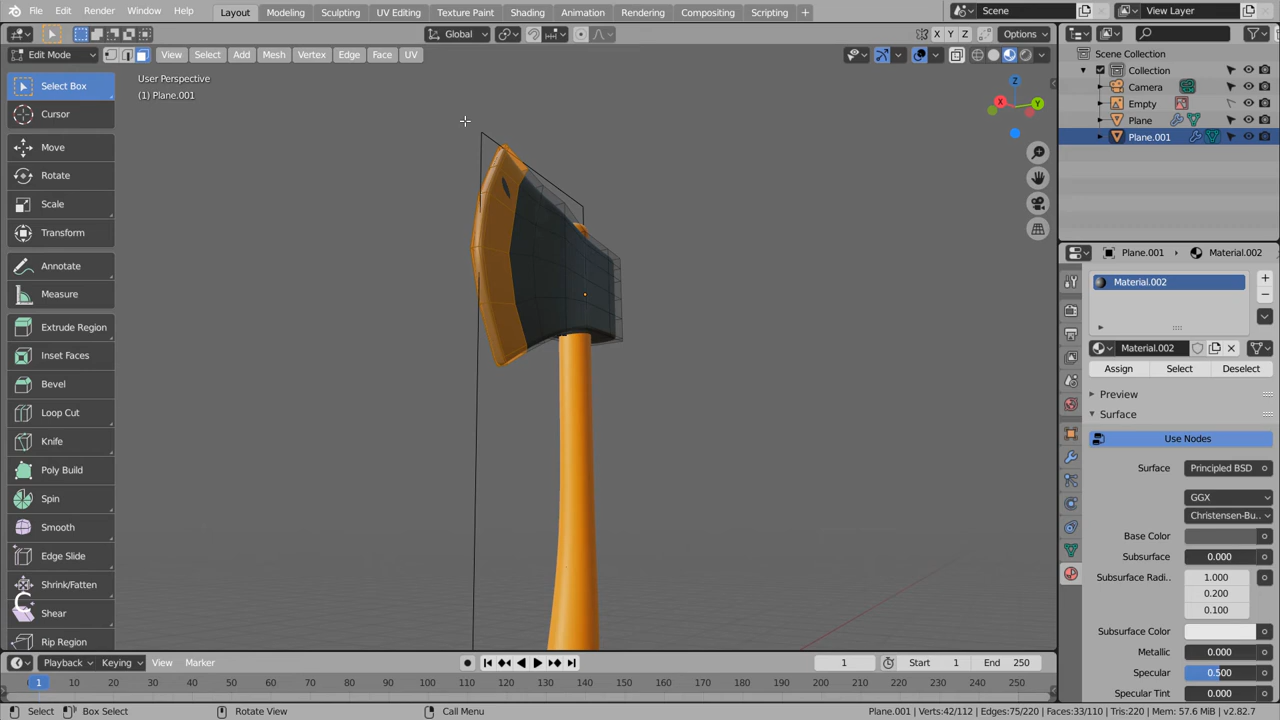 File Edit Render Window Help Layout Modeling Sculpting UV Editing Texture Paint Shading Animation Rendering Compositing Scripting + Scene View Layer
Global X Y Z Options
Edit Mode View Select Add Mesh Vertex Edge Face UV
Scene Collection
Collection
Camera
Empty
Plane
Plane.001
User Perspective
(1) Plane.001
Z
X Y
Select Box
Cursor
Move
Rotate
Scale
Transform
Annotate
Measure
Extrude Region
Inset Faces
Bevel
Loop Cut
Knife
Poly Build
Spin
Smooth
Edge Slide
Shrink/Fatten
Shear
Rip Region
C
Plane.001 Material.002
Material.002
Material.002
Assign Select Deselect
Preview
Surface
Use Nodes
Surface Principled BSD
GGX
Christensen-Bu..
Base Color
Subsurface 0.000
Subsurface Radi.. 1.000
0.200
0.100
Subsurface Color
Metallic 0.000
Specular 0.500
Specular Tint 0.000
Playback Keying View Marker 1 Start 1 End 250
1 10 20 30 40 50 60 70 80 90 100 110 120 130 140 150 160 170 180 190 200 210 220 230 240 250
Select Box Select Rotate View Call Menu Plane.001 | Verts:42/112 | Edges:75/220 | Faces:33/110 | Tris:220 | Mem: 57.6 MiB | v2.82.7